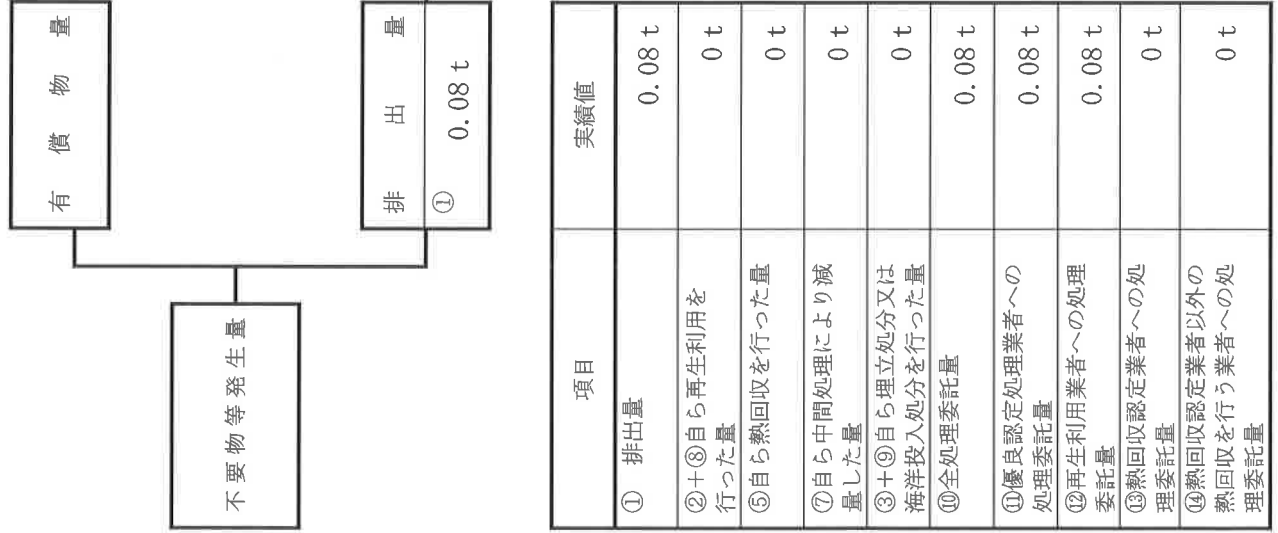 有償物量
不要物等発生量
排出量
① 0.08 t
項目 実績値
① 排出量 0.08 t
②+⑧自ら再生利用を
行った量 0 t
⑤自ら熱回収を行った量 0 t
⑦自ら中間処理により減
量した量 0 t
③+⑨自ら埋立処分又は
海洋投入処分を行った量 0 t
⑩全処理委託量 0.08 t
⑪優良認定処理業者への
処理委託量 0.08 t
⑫再生利用業者への処理
委託量 0.08 t
⑬熱回収認定業者への処
理委託量 0 t
⑭熱回収認定業者以外の
熱回収を行う業者への処
理委託量 0 t